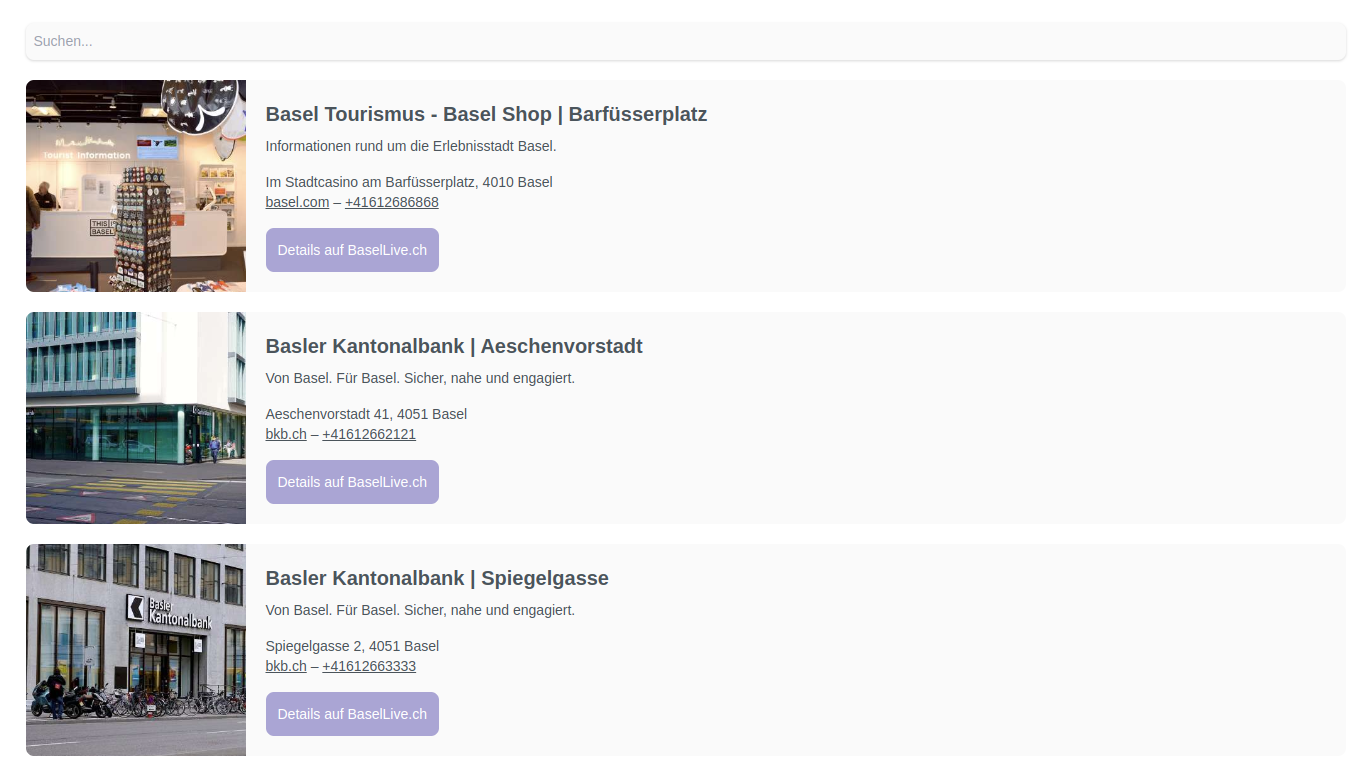 Suchen...
Tourist Information
THIS IS
BASEL
Basel Tourismus - Basel Shop | Barfüsserplatz
Informationen rund um die Erlebnisstadt Basel.
Im Stadtcasino am Barfüsserplatz, 4010 Basel
basel.com – +41612686868
Details auf BaselLive.ch
Basler Kantonalbank | Aeschenvorstadt
Von Basel. Für Basel. Sicher, nahe und engagiert.
Aeschenvorstadt 41, 4051 Basel
bkb.ch – +41612662121
Details auf BaselLive.ch
Basler
Kantonalbank
Basler Kantonalbank | Spiegelgasse
Von Basel. Für Basel. Sicher, nahe und engagiert.
Spiegelgasse 2, 4051 Basel
bkb.ch – +41612663333
Details auf BaselLive.ch